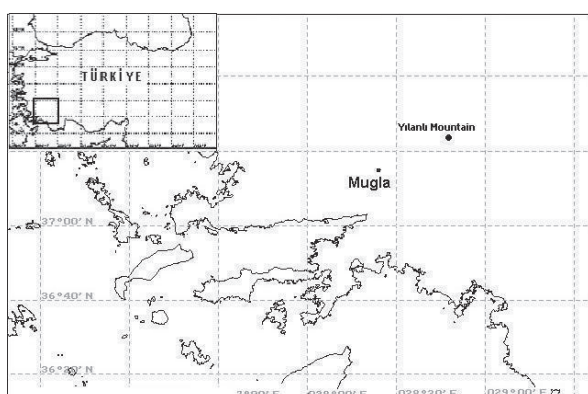 TÜRKİYE
Yılanlı Mountain
Mugla
37°00' N
36°40' N
028°30' E
029°00' E